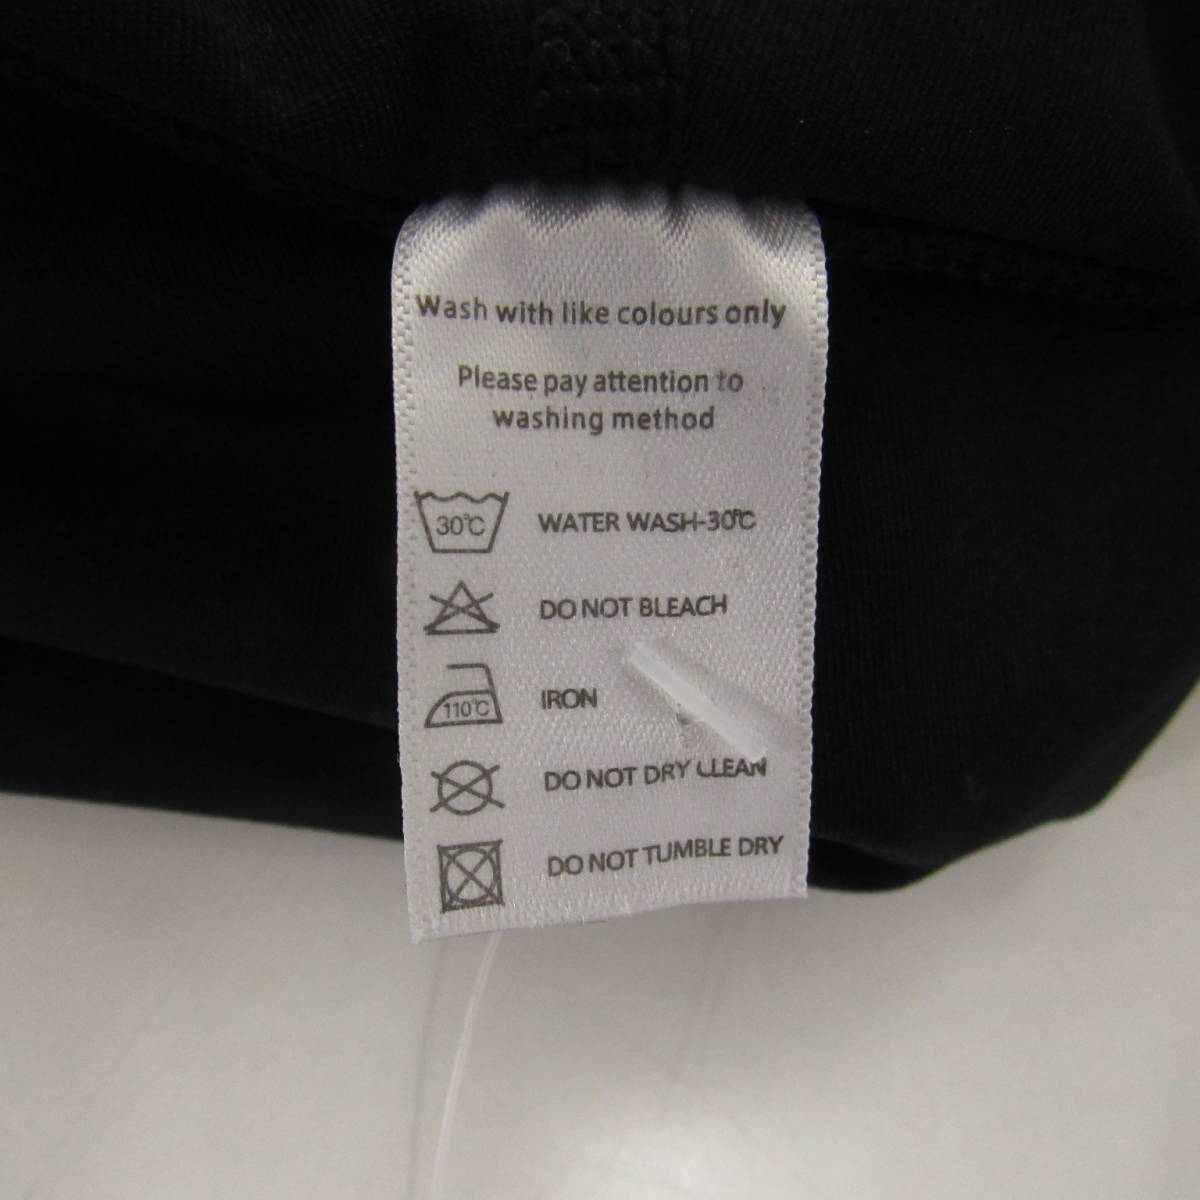 Wash with like colours only
Please pay attention to
washing method
30℃ WATER WASH-30℃
DO NOT BLEACH
110℃ IRON
DO NOT DRY CLEAN
DO NOT TUMBLE DRY